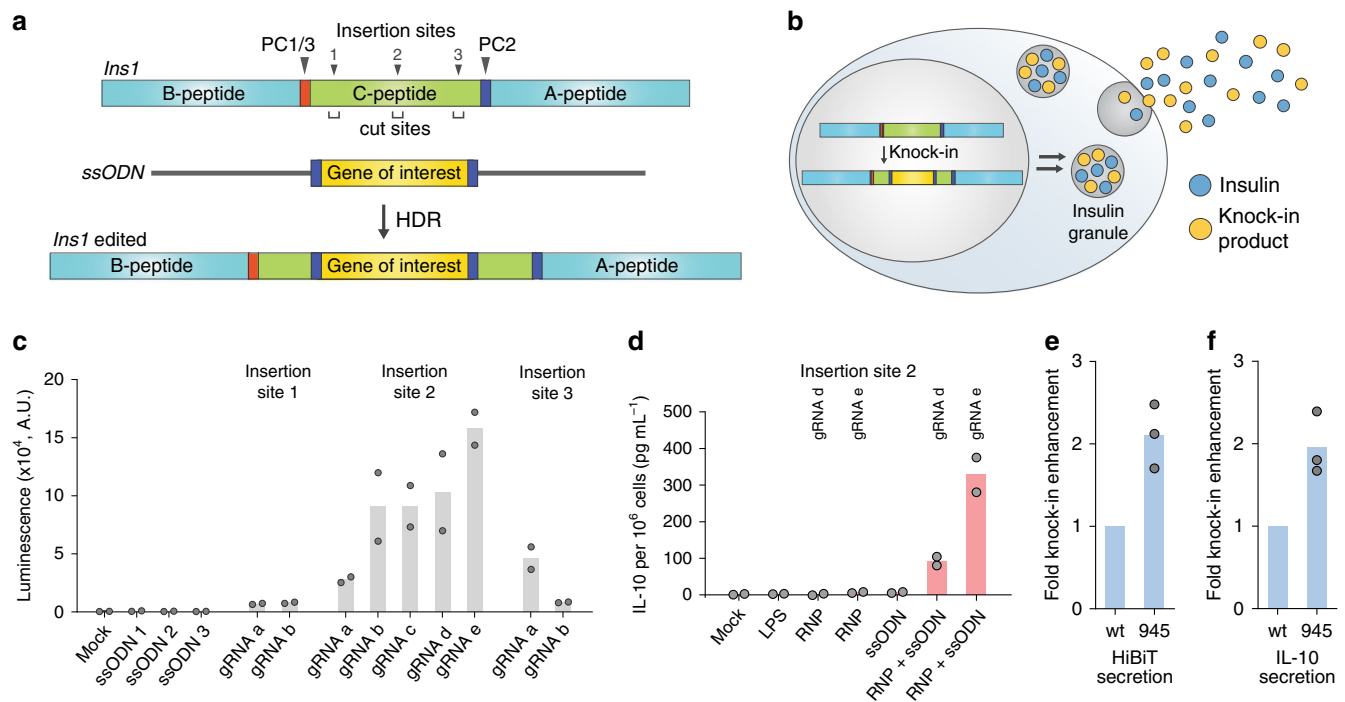 a
Insertion sites
PC1/3 1 2 3 PC2
Ins1
B-peptide C-peptide A-peptide
cut sites
ssODN Gene of interest
HDR
Ins1 edited
B-peptide Gene of interest A-peptide
b
Knock-in
Insulin
granule
Insulin
Knock-in
product
c
Luminescence (x10⁴, A.U.)
20
15
10
5
0
Insertion
site 1
Insertion
site 2
Insertion
site 3
Mock
ssODN 1
ssODN 2
ssODN 3
gRNA a
gRNA b
gRNA a
gRNA b
gRNA c
gRNA d
gRNA e
gRNA a
gRNA b
d
IL-10 per 10⁶ cells (pg mL⁻¹)
Insertion site 2
500
400
300
200
100
0
gRNA d
gRNA e
gRNA d
gRNA e
Mock
LPS
RNP
RNP
ssODN
RNP + ssODN
RNP + ssODN
e
Fold knock-in enhancement
3
2
1
0
wt 945
HiBiT
secretion
f
Fold knock-in enhancement
3
2
1
0
wt 945
IL-10
secretion